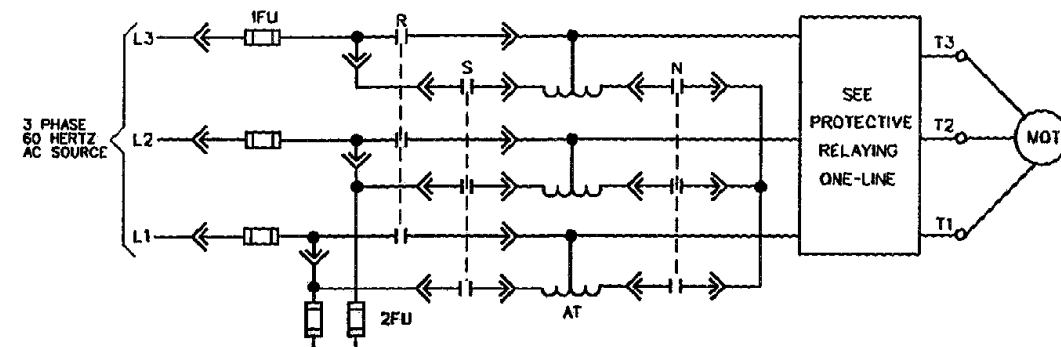 1FU
R
L3
S
N
T3
3 PHASE
60 HERTZ
AC SOURCE
L2
SEE
PROTECTIVE
RELAYING
ONE-LINE
T2
MOT
L1
T1
AT
2FU